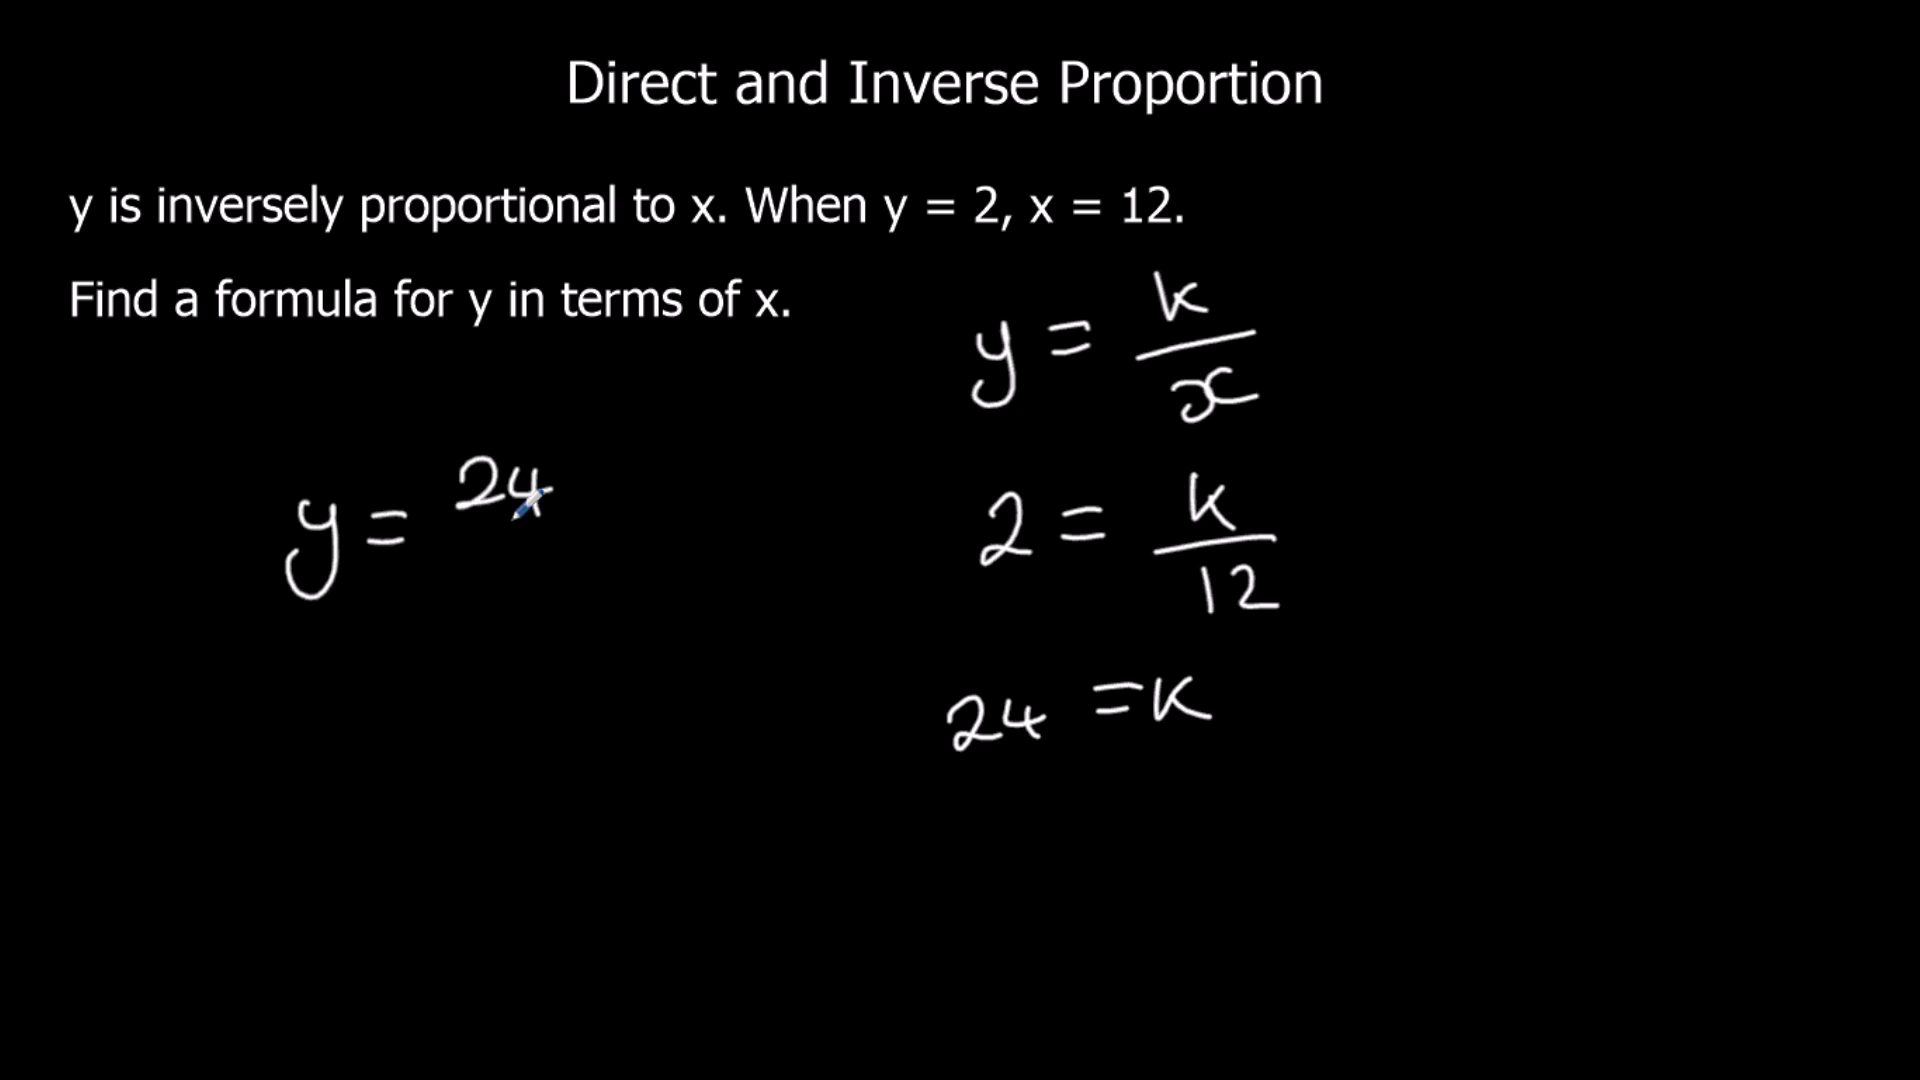 Direct and Inverse Proportion
y is inversely proportional to x. When y = 2, x = 12.
Find a formula for y in terms of x.
y = k/x
y = 24
2 = k/12
24 = k